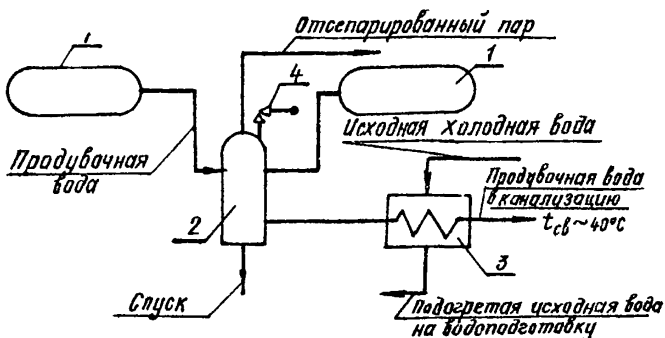 Отсепарированный пар
1
4
1
Исходная холодная вода
Продувочная
вода
Продувочная вода
в канализацию
tсв ~ 40°С
2
3
Спуск
Подогретая исходная вода
на водоподготовку